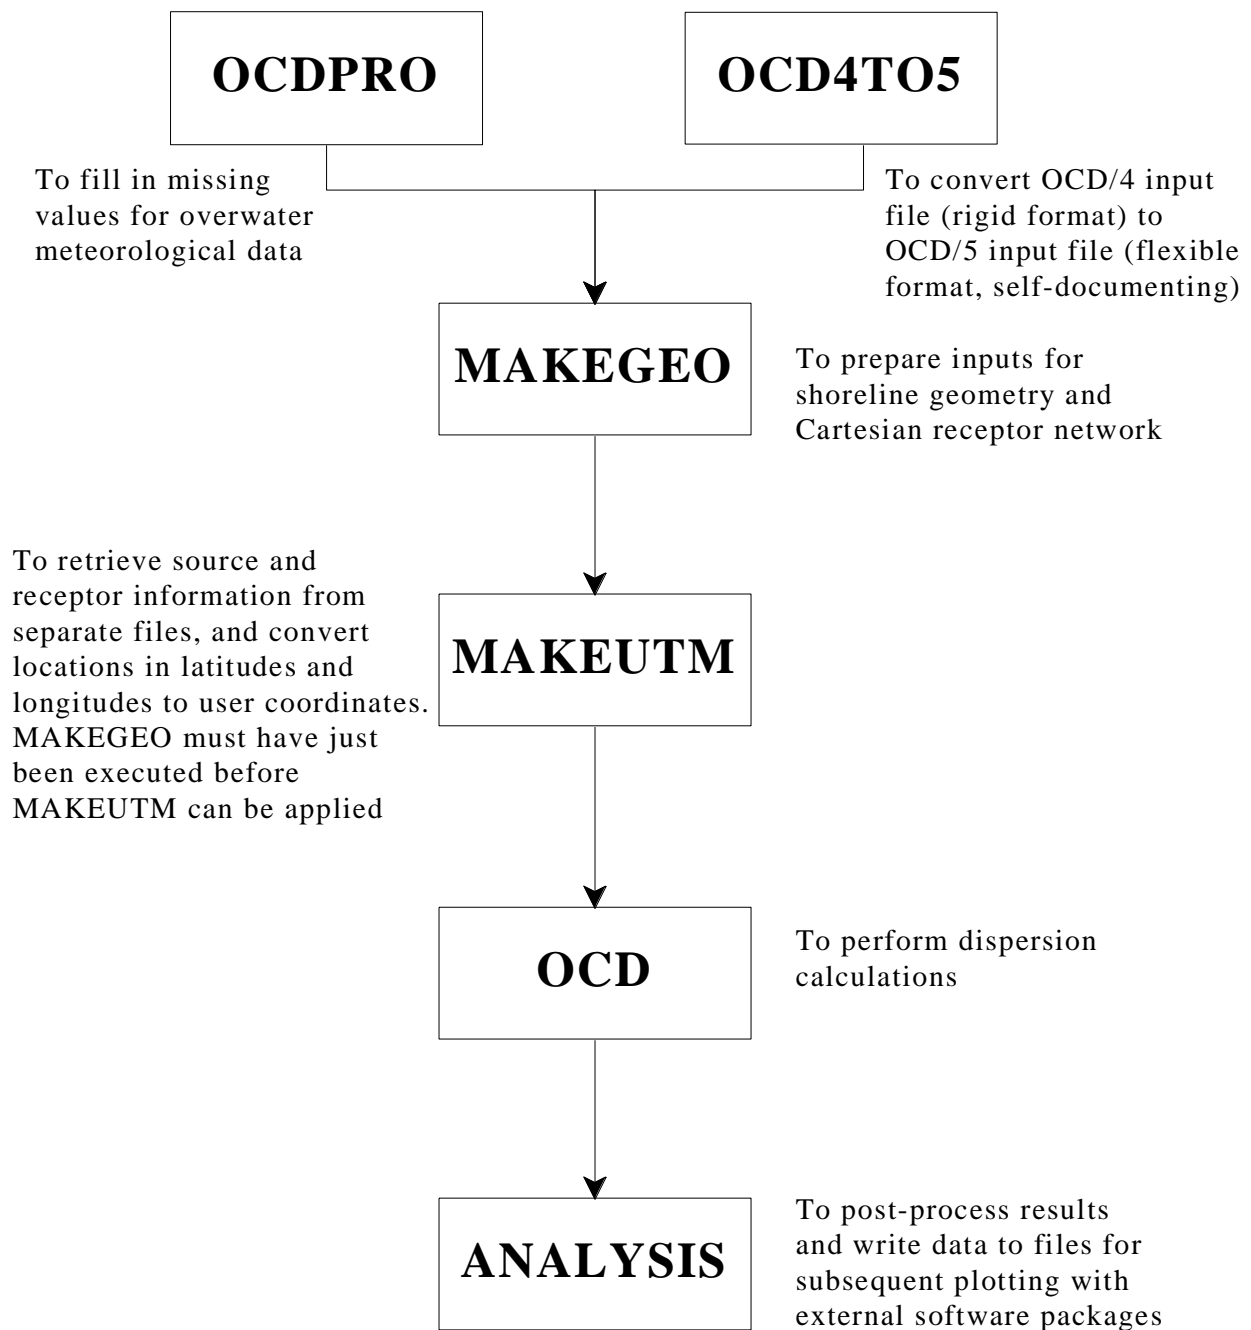 OCDPRO
OCD4TO5
To fill in missing
values for overwater
meteorological data
To convert OCD/4 input
file (rigid format) to
OCD/5 input file (flexible
format, self-documenting)
MAKEGEO
To prepare inputs for
shoreline geometry and
Cartesian receptor network
To retrieve source and
receptor information from
separate files, and convert
locations in latitudes and
longitudes to user coordinates.
MAKEGEO must have just
been executed before
MAKEUTM can be applied
MAKEUTM
OCD
To perform dispersion
calculations
ANALYSIS
To post-process results
and write data to files for
subsequent plotting with
external software packages